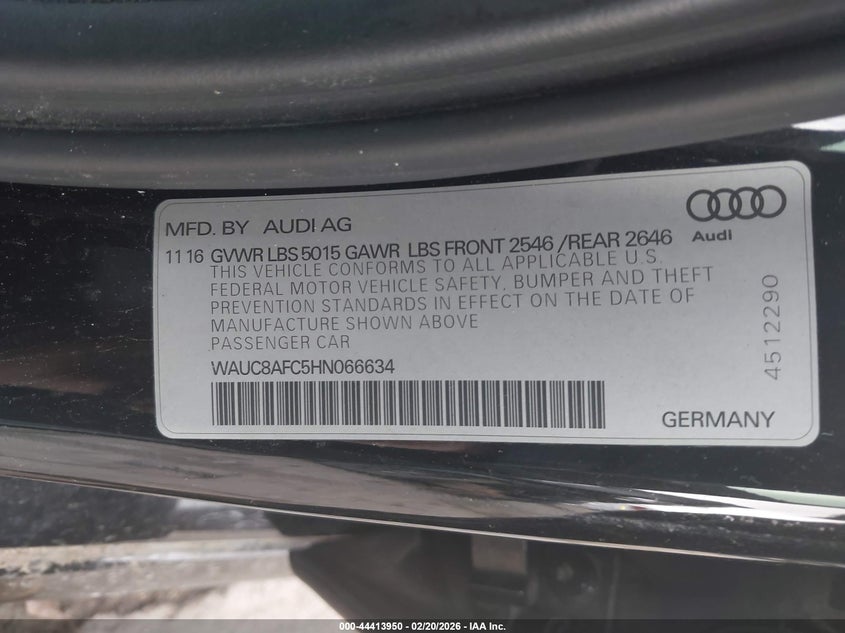 MFD. BY AUDI AG
Audi
11 16 GVWR LBS 5015 GAWR LBS FRONT 2546 /REAR 2646
THIS VEHICLE CONFORMS TO ALL APPLICABLE U.S.
FEDERAL MOTOR VEHICLE SAFETY, BUMPER AND THEFT
PREVENTION STANDARDS IN EFFECT ON THE DATE OF
MANUFACTURE SHOWN ABOVE
PASSENGER CAR
WAUC8AFC5HN066634
4512290
GERMANY
000-44413950 - 02/20/2026 - IAA Inc.